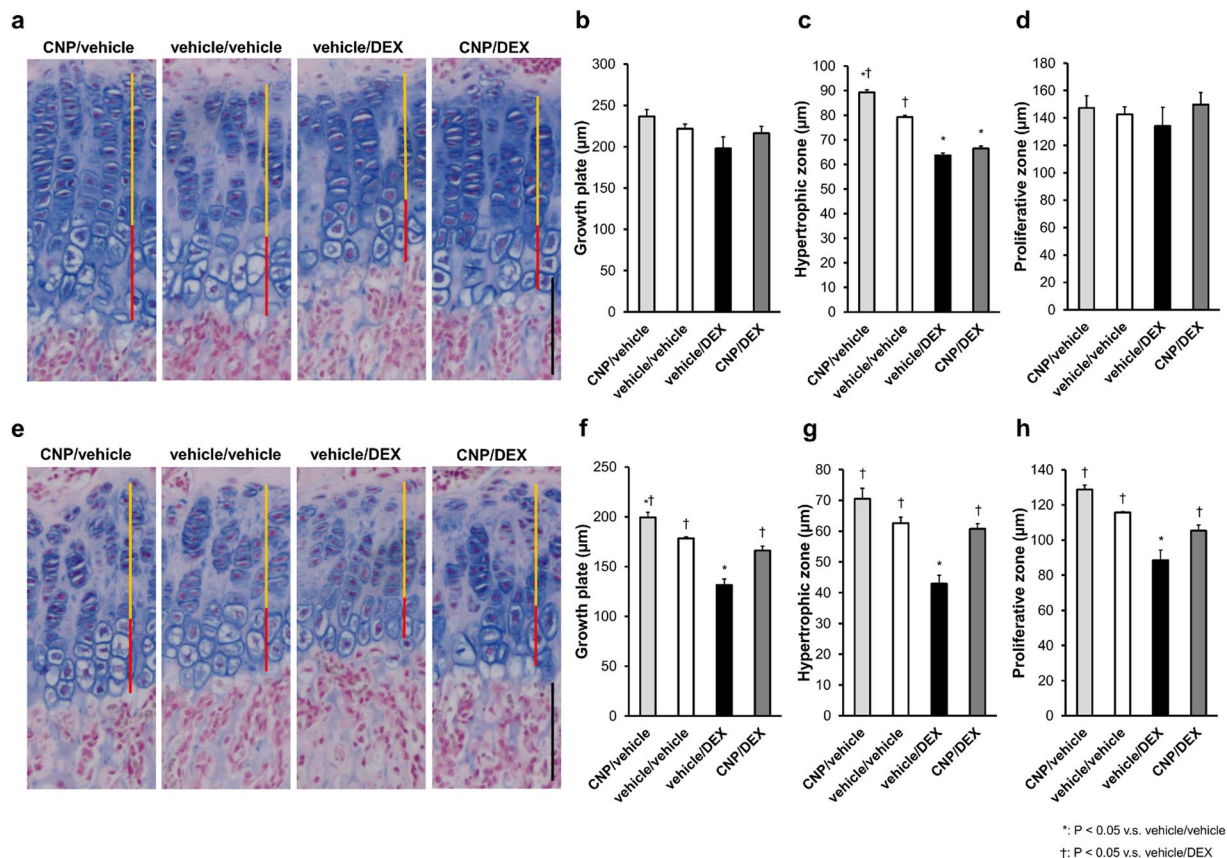 a
CNP/vehicle vehicle/vehicle vehicle/DEX CNP/DEX
b
Growth plate (µm)
300
250
200
150
100
50
0
CNP/vehicle
vehicle/vehicle
vehicle/DEX
CNP/DEX
c
Hypertrophic zone (µm)
100
90
80
70
60
50
40
30
20
10
0
*†
†
*
*
CNP/vehicle
vehicle/vehicle
vehicle/DEX
CNP/DEX
d
Proliferative zone (µm)
180
160
140
120
100
80
60
40
20
0
CNP/vehicle
vehicle/vehicle
vehicle/DEX
CNP/DEX
e
CNP/vehicle vehicle/vehicle vehicle/DEX CNP/DEX
f
Growth plate (µm)
250
200
150
100
50
0
*†
†
*
†
CNP/vehicle
vehicle/vehicle
vehicle/DEX
CNP/DEX
g
Hypertrophic zone (µm)
80
70
60
50
40
30
20
10
0
†
†
*
†
CNP/vehicle
vehicle/vehicle
vehicle/DEX
CNP/DEX
h
Proliferative zone (µm)
140
120
100
80
60
40
20
0
†
†
*
†
CNP/vehicle
vehicle/vehicle
vehicle/DEX
CNP/DEX
*: P < 0.05 v.s. vehicle/vehicle
†: P < 0.05 v.s. vehicle/DEX